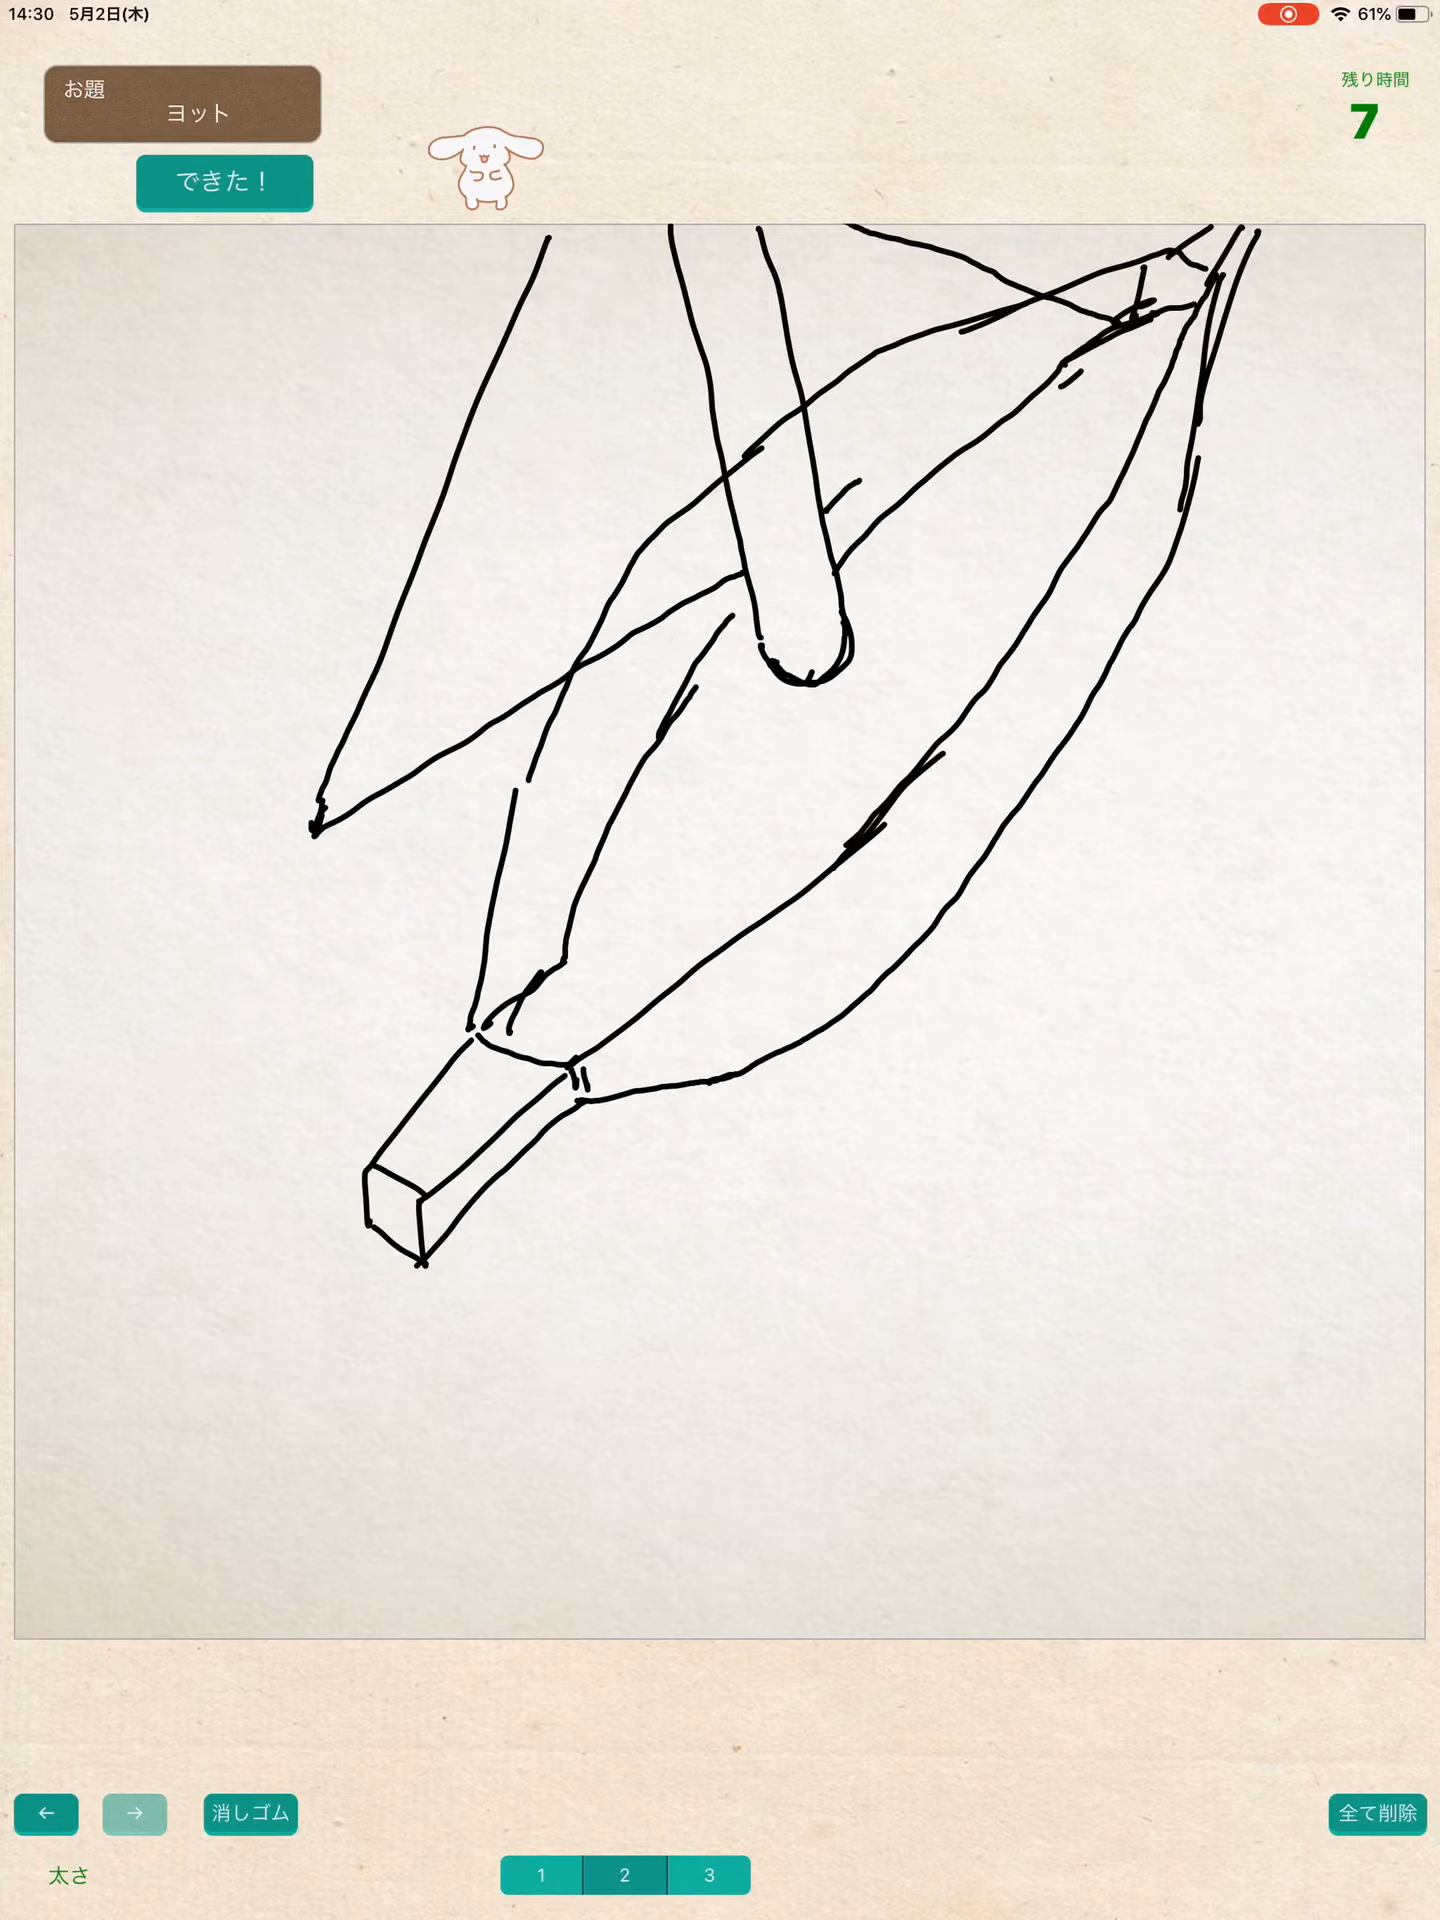 14:30 5月2日(木)
61%
お題
ヨット
できた！
残り時間
7
←
→
消しゴム
全て削除
太さ
1
2
3